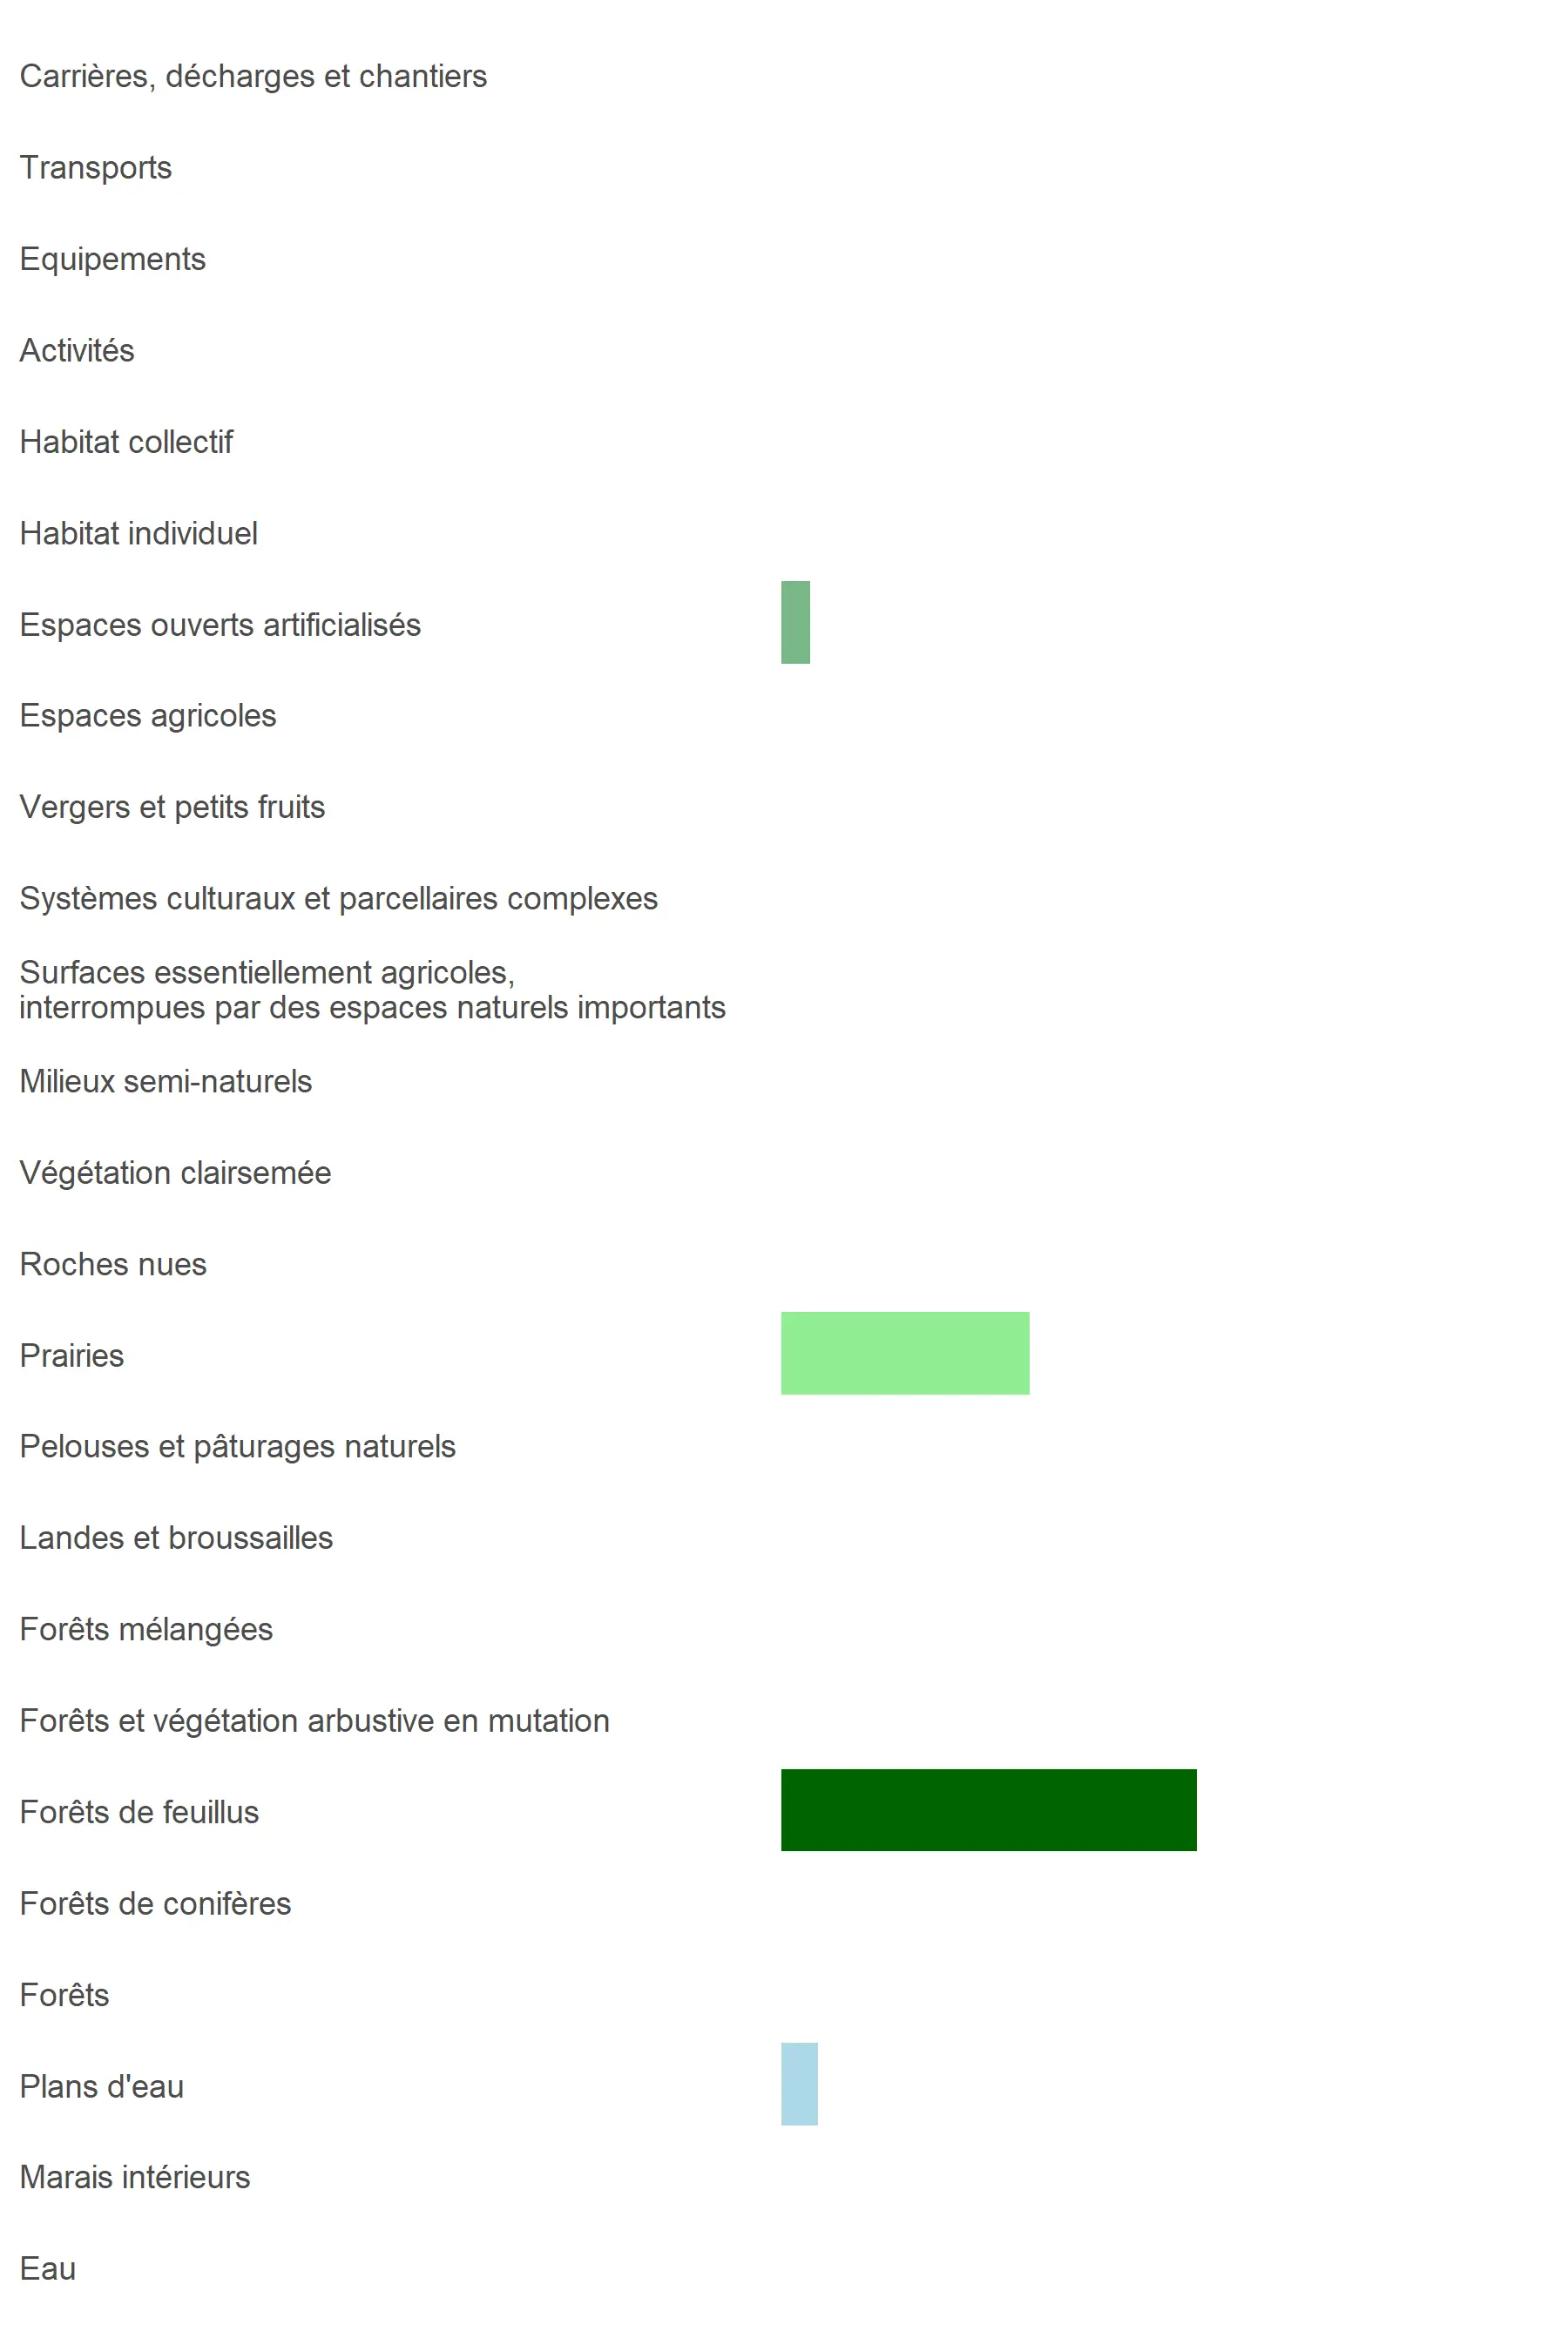 Carrières, décharges et chantiers
Transports
Equipements
Activités
Habitat collectif
Habitat individuel
Espaces ouverts artificialisés
Espaces agricoles
Vergers et petits fruits
Systèmes culturaux et parcellaires complexes
Surfaces essentiellement agricoles,
interrompues par des espaces naturels importants
Milieux semi-naturels
Végétation clairsemée
Roches nues
Prairies
Pelouses et pâturages naturels
Landes et broussailles
Forêts mélangées
Forêts et végétation arbustive en mutation
Forêts de feuillus
Forêts de conifères
Forêts
Plans d'eau
Marais intérieurs
Eau